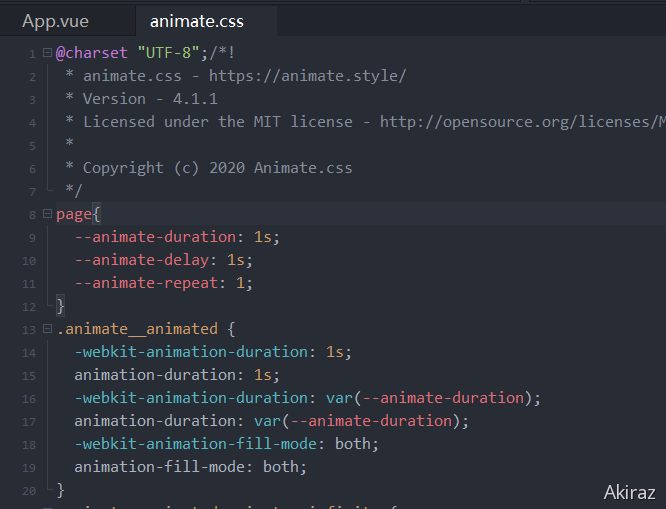 App.vue animate.css
1 @charset "UTF-8";/*!
2 * animate.css - https://animate.style/
3 * Version - 4.1.1
4 * Licensed under the MIT license - http://opensource.org/licenses/M
5 *
6 * Copyright (c) 2020 Animate.css
7 */
8 page{
9 --animate-duration: 1s;
10 --animate-delay: 1s;
11 --animate-repeat: 1;
12 }
13 .animate__animated {
14 -webkit-animation-duration: 1s;
15 animation-duration: 1s;
16 -webkit-animation-duration: var(--animate-duration);
17 animation-duration: var(--animate-duration);
18 -webkit-animation-fill-mode: both;
19 animation-fill-mode: both;
20 }
Akiraz